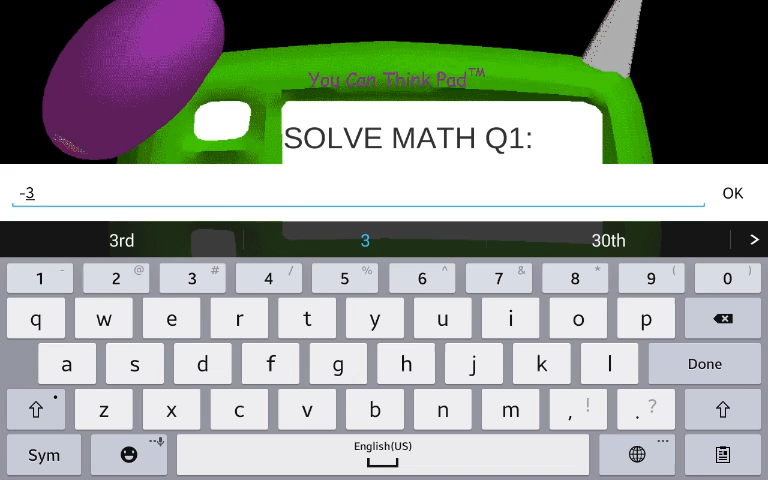 You Can Think Pad™
SOLVE MATH Q1:
-3
OK
3rd 3 30th >
1 - 2 @ 3 # 4 / 5 % 6 ^ 7 & 8 * 9 ( 0 )
q w e r t y u i o p
a s d f g h j k l Done
z x c v b n m , ! . ?
Sym English(US)